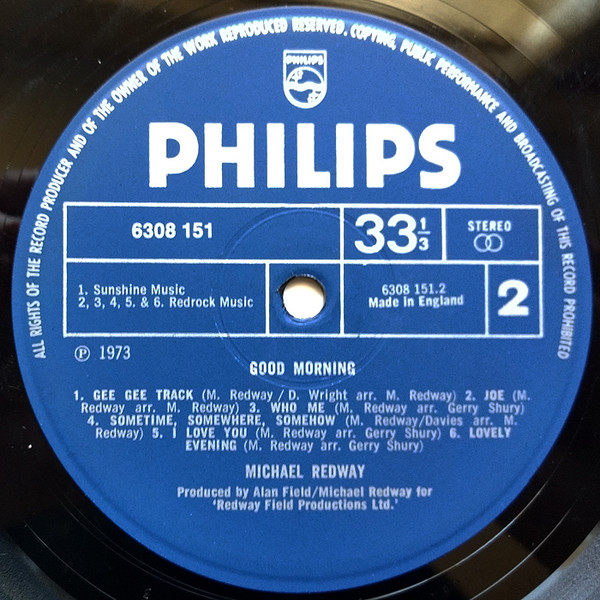 ALL RIGHTS OF THE RECORD PRODUCER AND OF THE OWNER OF THE WORK REPRODUCED RESERVED. COPYING, PUBLIC PERFORMANCE AND BROADCASTING OF THIS RECORD PROHIBITED
PHILIPS
PHILIPS
6308 151
33⅓
STEREO
1. Sunshine Music
2, 3, 4, 5. & 6. Redrock Music
6308 151.2
Made in England
2
Ⓟ 1973
GOOD MORNING
1. GEE GEE TRACK (M. Redway / D. Wright arr. M. Redway) 2. JOE (M.
Redway arr. M. Redway) 3. WHO ME (M. Redway arr. Gerry Shury)
4. SOMETIME, SOMEWHERE, SOMEHOW (M. Redway/Davies arr. M.
Redway) 5. I LOVE YOU (M. Redway arr. Gerry Shury) 6. LOVELY
EVENING (M. Redway arr. Gerry Shury)
MICHAEL REDWAY
Produced by Alan Field/Michael Redway for
'Redway Field Productions Ltd.'